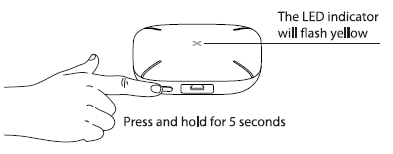 The LED indicator
will flash yellow
Press and hold for 5 seconds